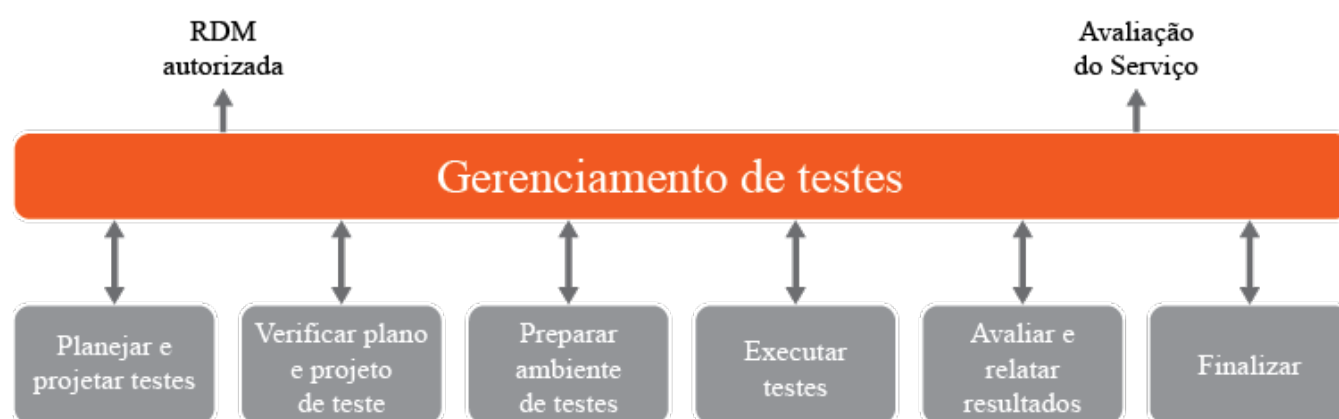 RDM
autorizada
Avaliação
do Serviço
Gerenciamento de testes
Planejar e
projetar testes
Verificar plano
e projeto
de teste
Preparar
ambiente
de testes
Executar
testes
Avaliar e
relatar
resultados
Finalizar